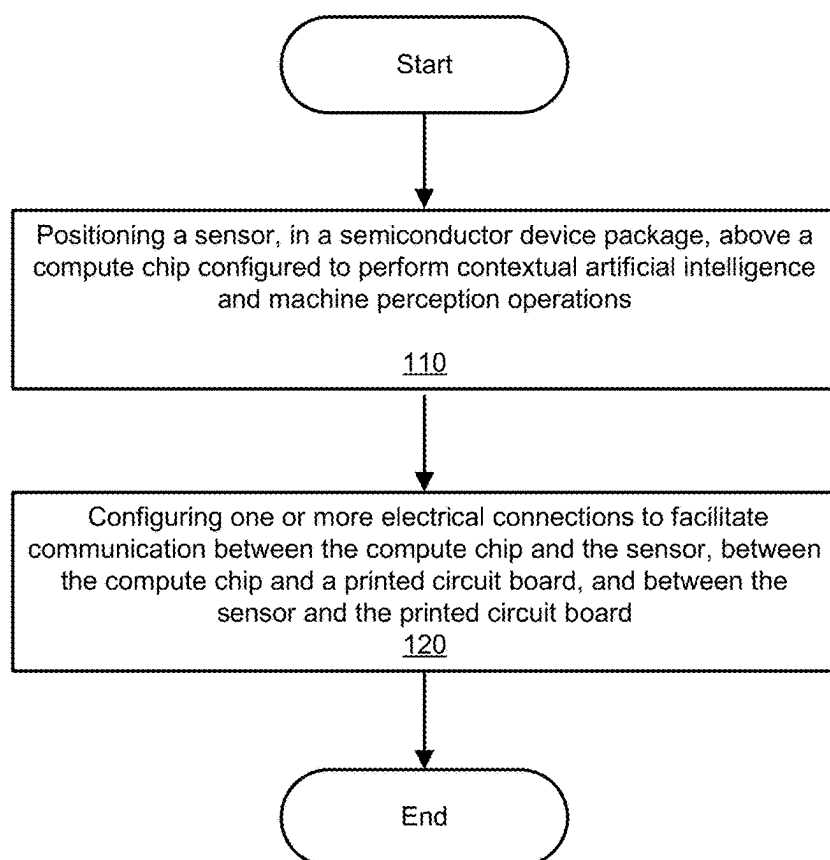 Start
Positioning a sensor, in a semiconductor device package, above a
compute chip configured to perform contextual artificial intelligence
and machine perception operations
110
Configuring one or more electrical connections to facilitate
communication between the compute chip and the sensor, between
the compute chip and a printed circuit board, and between the
sensor and the printed circuit board
120
End